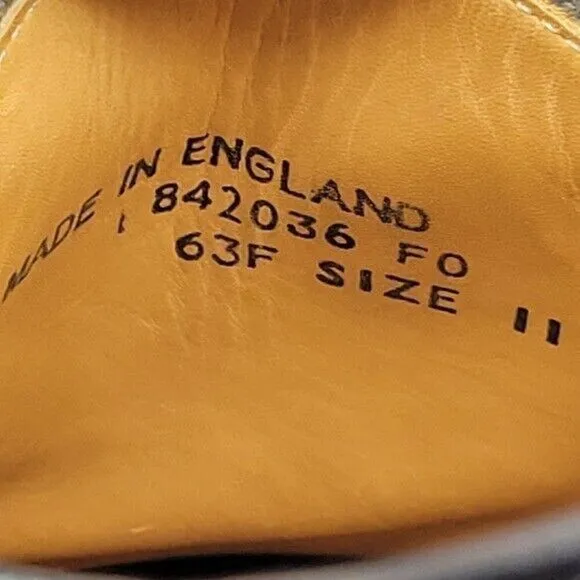 MADE IN ENGLAND
842036 FO
63F SIZE 11